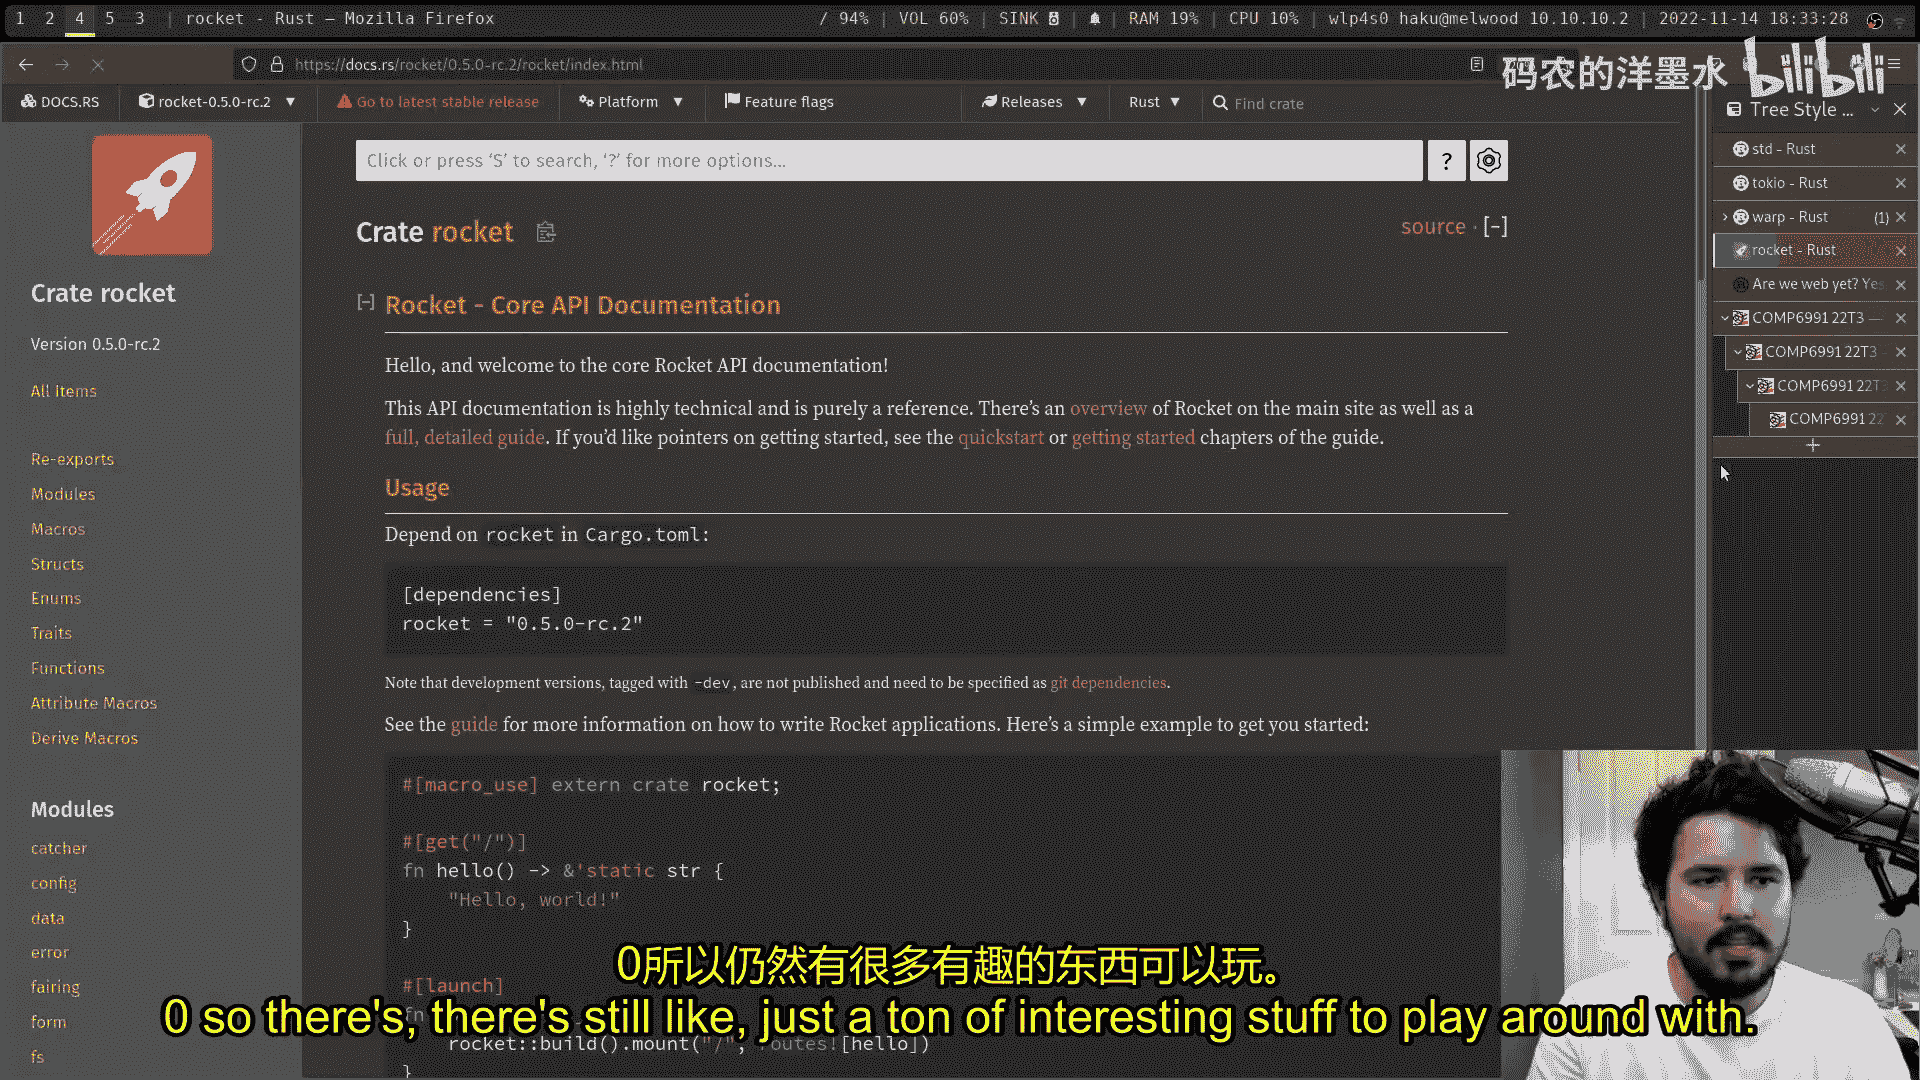 1 2 4 5 3 | rocket - Rust — Mozilla Firefox
/ 94% | VOL 60% | SINK | | RAM 19% | CPU 10% | wlp4s0 haku@melwood 10.10.10.2 | 2022-11-14 18:33:28
https://docs.rs/rocket/0.5.0-rc.2/rocket/index.html
码农的洋墨水 bilibili
DOCS.RS rocket-0.5.0-rc.2 Go to latest stable release Platform Feature flags Releases Rust Find crate
Tree Style ...
std - Rust
tokio - Rust
warp - Rust (1)
rocket - Rust
Are we web yet? Yes
COMP6991 22T3 —
COMP6991 22T3
COMP6991 22T
COMP6991 22
Crate rocket
Version 0.5.0-rc.2
All Items
Re-exports
Modules
Macros
Structs
Enums
Traits
Functions
Attribute Macros
Derive Macros
Modules
catcher
config
data
error
fairing
form
fs
Click or press ‘S’ to search, ‘?’ for more options...
?
Crate rocket
source · [-]
[-] Rocket - Core API Documentation
Hello, and welcome to the core Rocket API documentation!
This API documentation is highly technical and is purely a reference. There’s an overview of Rocket on the main site as well as a
full, detailed guide. If you’d like pointers on getting started, see the quickstart or getting started chapters of the guide.
Usage
Depend on rocket in Cargo.toml:
[dependencies]
rocket = "0.5.0-rc.2"
Note that development versions, tagged with -dev, are not published and need to be specified as git dependencies.
See the guide for more information on how to write Rocket applications. Here’s a simple example to get you started:
#[macro_use] extern crate rocket;
#[get("/")]
fn hello() -> &'static str {
"Hello, world!"
}
#[launch]
fn
rocket::build().mount("/", routes![hello])
}
0所以仍然有很多有趣的东西可以玩。
0 so there's, there's still like, just a ton of interesting stuff to play around with.